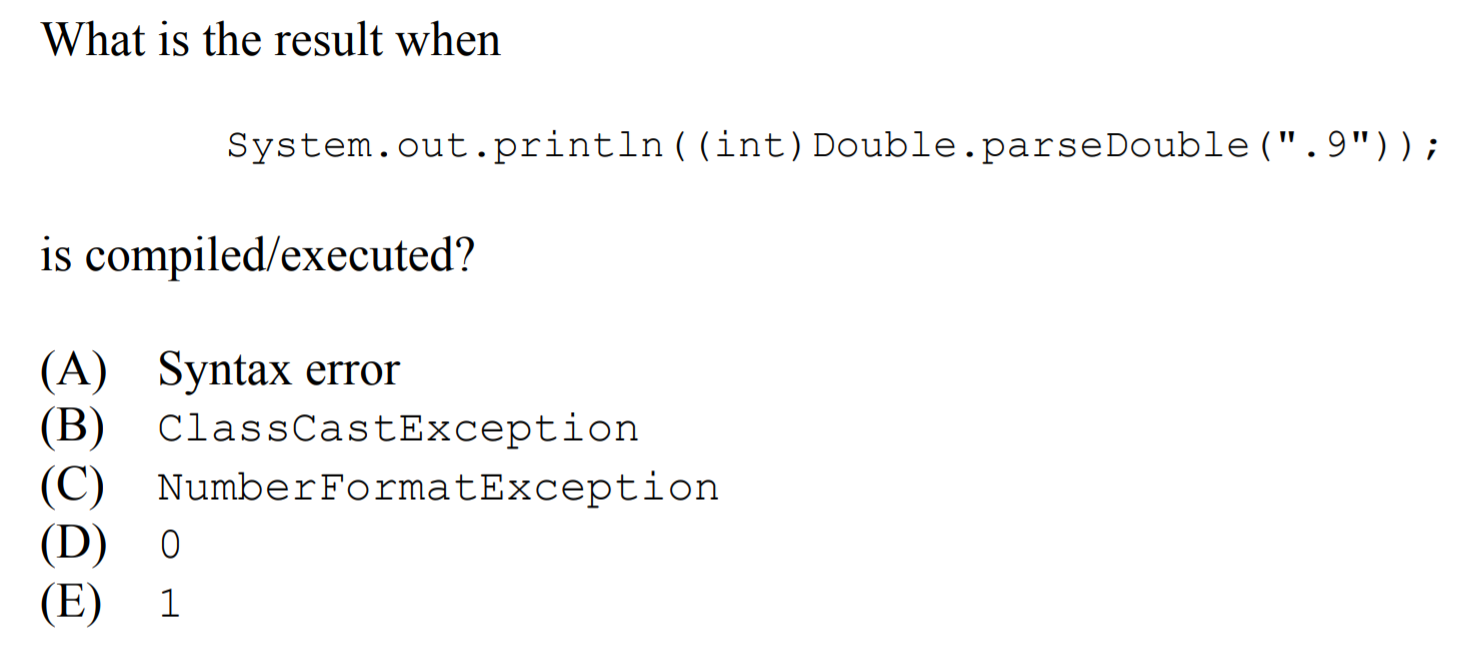 What is the result when
System.out.println((int)Double.parseDouble(".9"));
is compiled/executed?
(A) Syntax error
(B) ClassCastException
(C) NumberFormatException
(D) 0
(E) 1